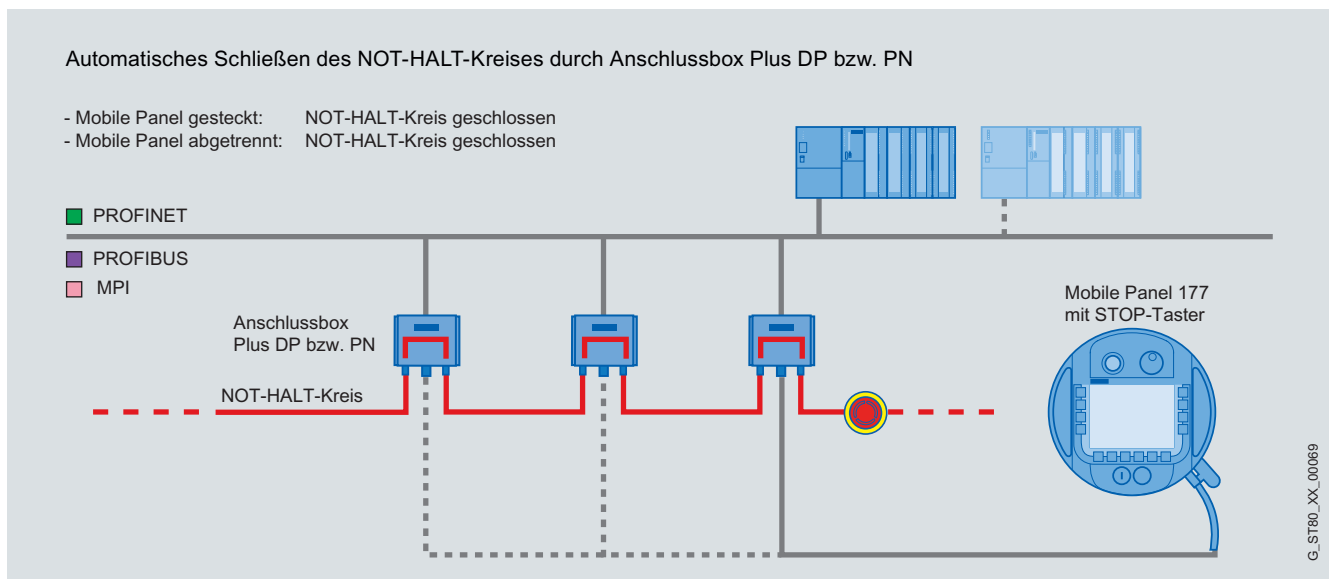 Automatisches Schließen des NOT-HALT-Kreises durch Anschlussbox Plus DP bzw. PN
- Mobile Panel gesteckt: NOT-HALT-Kreis geschlossen
- Mobile Panel abgetrennt: NOT-HALT-Kreis geschlossen
PROFINET
PROFIBUS
MPI
Anschlussbox
Plus DP bzw. PN
NOT-HALT-Kreis
Mobile Panel 177
mit STOP-Taster
G_ST80_XX_00069